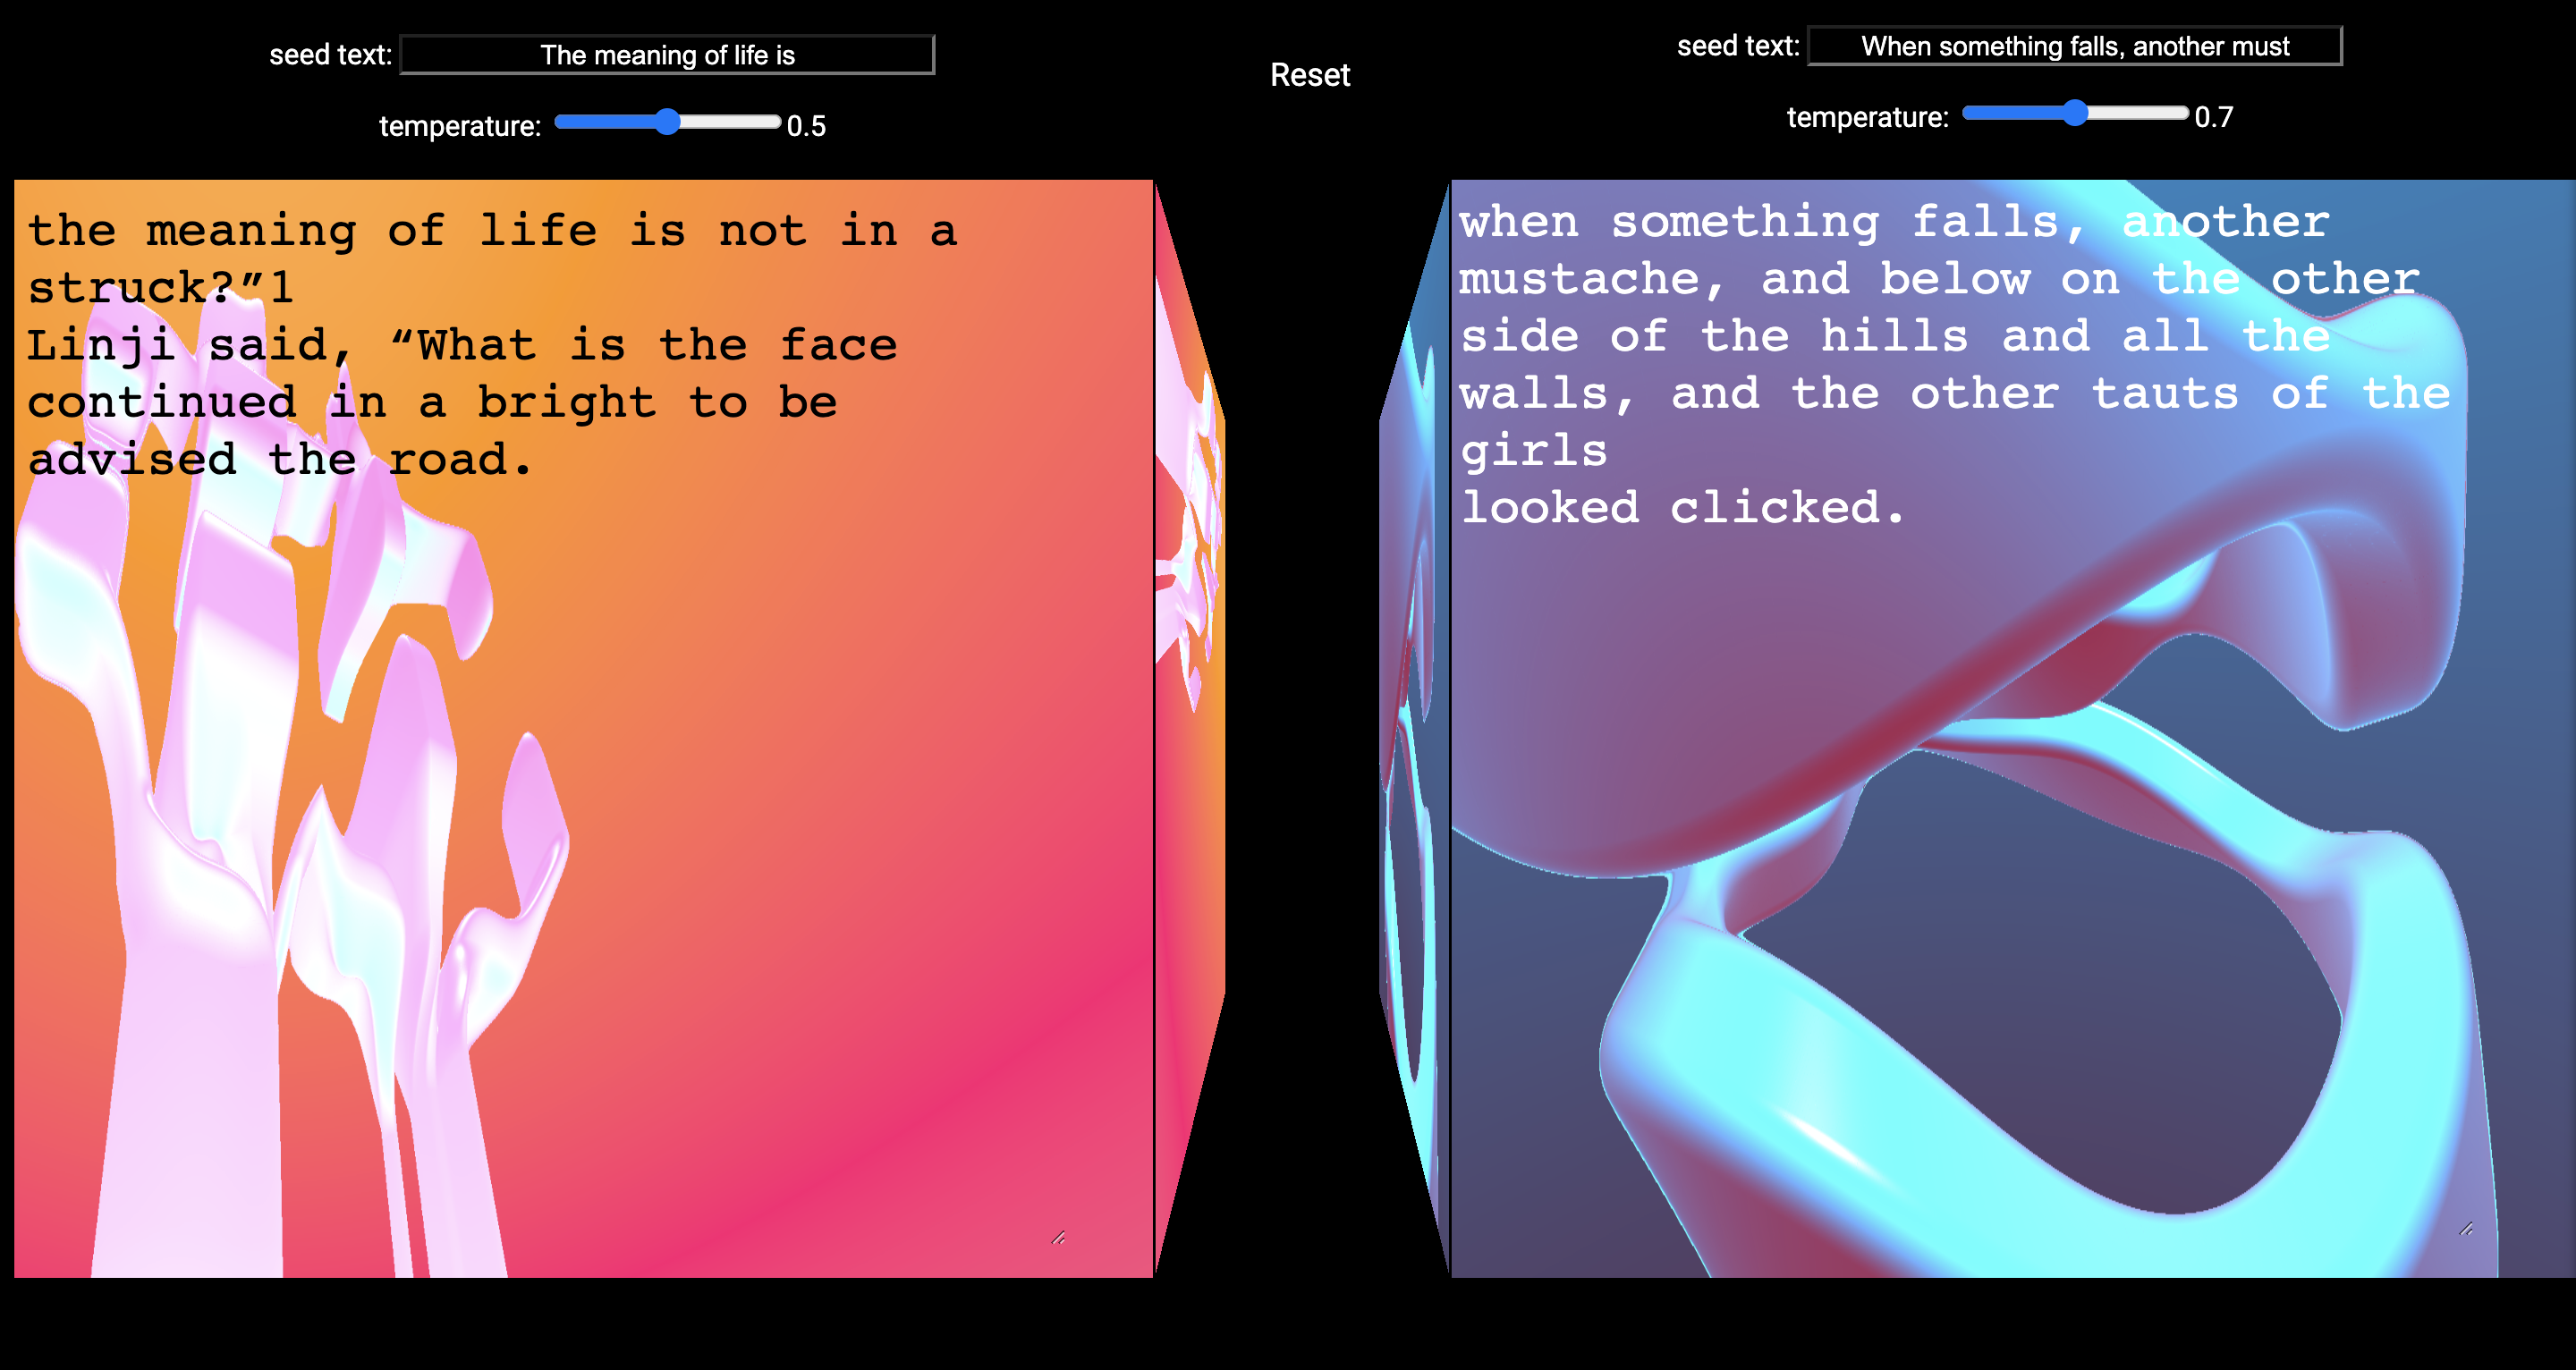 seed text: The meaning of life is
temperature: 0.5
Reset
seed text: When something falls, another must
temperature: 0.7
the meaning of life is not in a
struck?”1
Linji said, “What is the face
continued in a bright to be
advised the road.
when something falls, another
mustache, and below on the other
side of the hills and all the
walls, and the other tauts of the
girls
looked clicked.